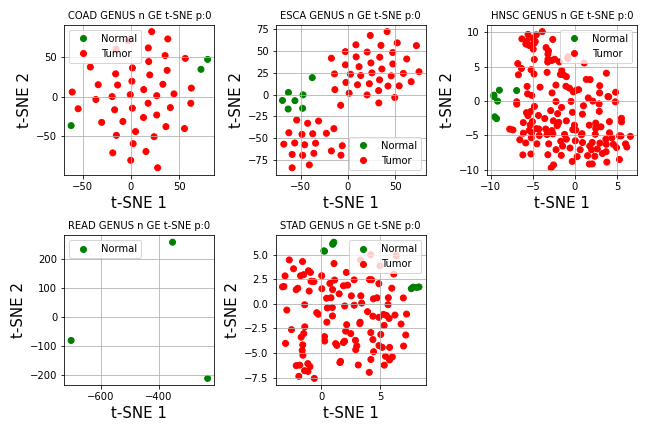 COAD GENUS n GE t-SNE p:0
t-SNE 2
50
0
−50
Normal
Tumor
−50
0
50
t-SNE 1
ESCA GENUS n GE t-SNE p:0
t-SNE 2
75
50
25
0
−25
−50
−75
Normal
Tumor
−50
0
50
t-SNE 1
HNSC GENUS n GE t-SNE p:0
t-SNE 2
10
5
0
−5
−10
Normal
Tumor
−10
−5
0
5
t-SNE 1
READ GENUS n GE t-SNE p:0
t-SNE 2
200
100
0
−100
−200
Normal
−600
−400
t-SNE 1
STAD GENUS n GE t-SNE p:0
t-SNE 2
5.0
2.5
0.0
−2.5
−5.0
−7.5
Normal
Tumor
0
5
t-SNE 1